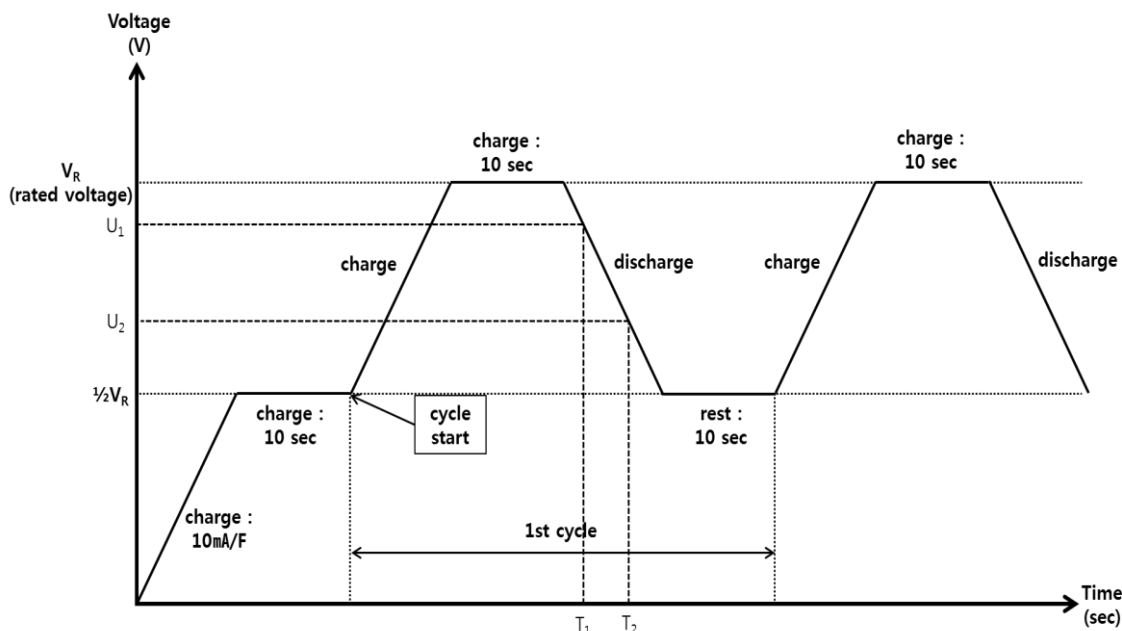 Voltage
(V)
charge :
10 sec
charge :
10 sec
V_R
(rated voltage)
U₁
charge
discharge
charge
discharge
U₂
½V_R
charge :
10 sec
cycle
start
rest :
10 sec
charge :
10mA/F
1st cycle
Time
(sec)
T₁
T₂